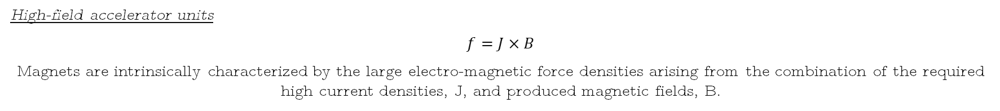 High-field accelerator units
f = J × B
Magnets are intrinsically characterized by the large electro-magnetic force densities arising from the combination of the required
high current densities, J, and produced magnetic fields, B.